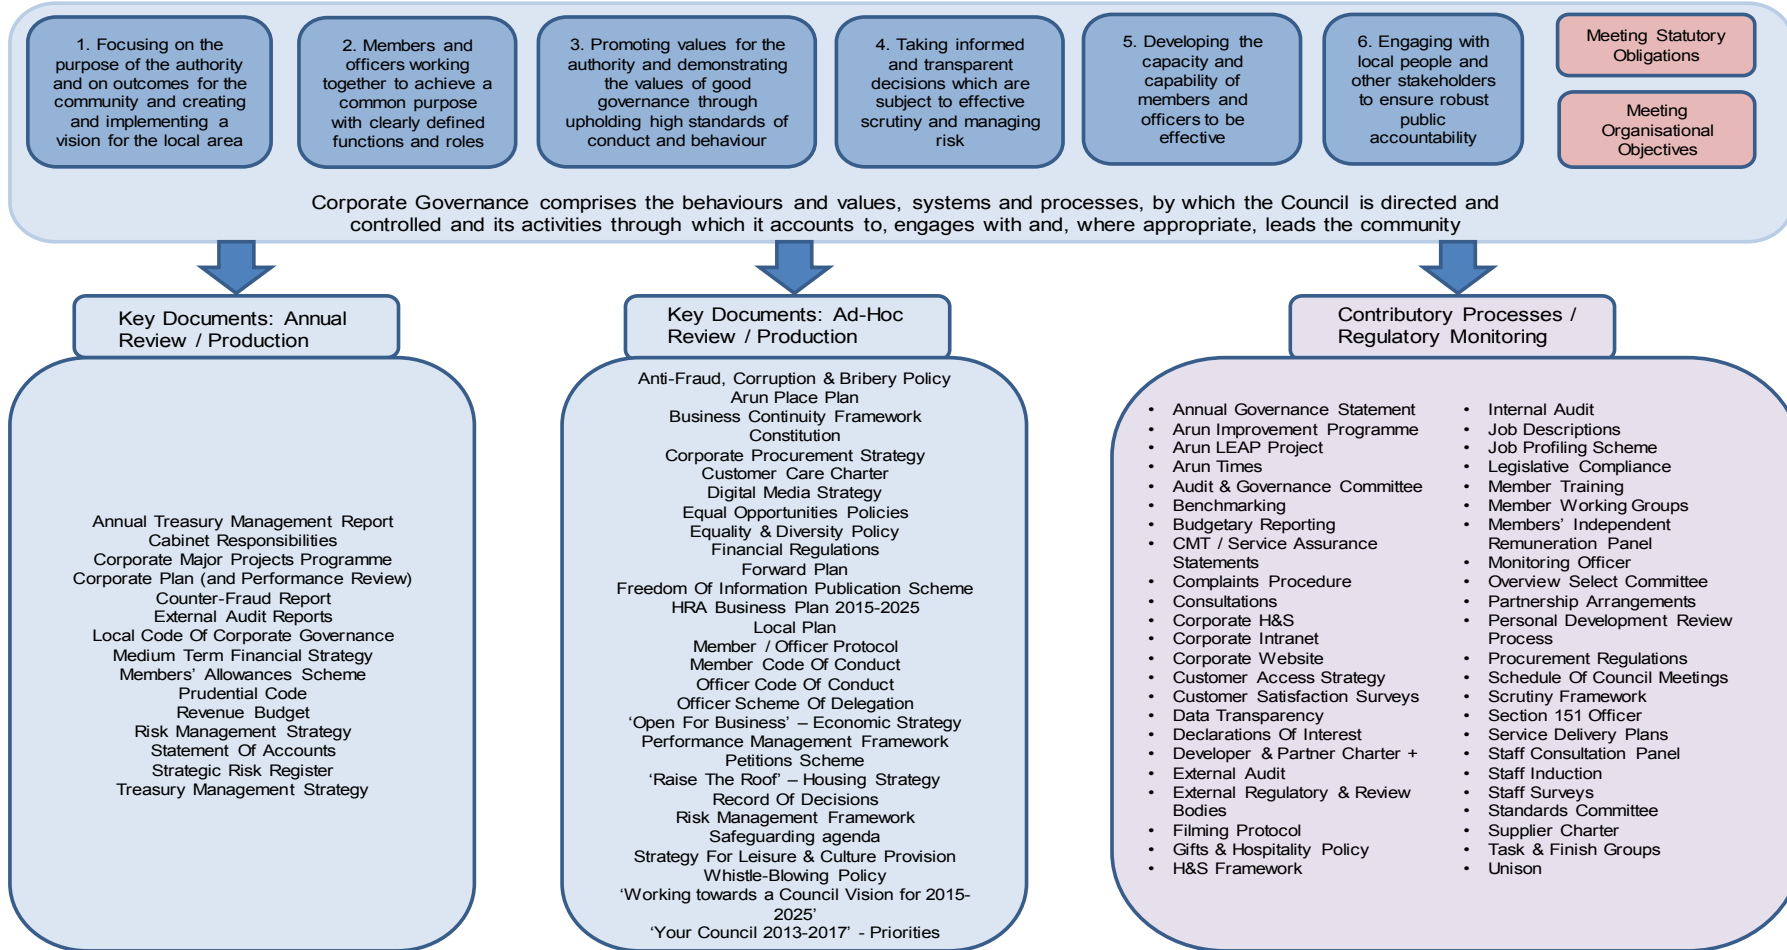 1. Focusing on the
purpose of the authority
and on outcomes for the
community and creating
and implementing a
vision for the local area
2. Members and
officers working
together to achieve a
common purpose
with clearly defined
functions and roles
3. Promoting values for the
authority and demonstrating
the values of good
governance through
upholding high standards of
conduct and behaviour
4. Taking informed
and transparent
decisions which are
subject to effective
scrutiny and managing
risk
5. Developing the
capacity and
capability of
members and
officers to be
effective
6. Engaging with
local people and
other stakeholders
to ensure robust
public
accountability
Meeting Statutory
Obligations
Meeting
Organisational
Objectives
Corporate Governance comprises the behaviours and values, systems and processes, by which the Council is directed and
controlled and its activities through which it accounts to, engages with and, where appropriate, leads the community
Key Documents: Annual
Review / Production
Annual Treasury Management Report
Cabinet Responsibilities
Corporate Major Projects Programme
Corporate Plan (and Performance Review)
Counter-Fraud Report
External Audit Reports
Local Code Of Corporate Governance
Medium Term Financial Strategy
Members' Allowances Scheme
Prudential Code
Revenue Budget
Risk Management Strategy
Statement Of Accounts
Strategic Risk Register
Treasury Management Strategy
Key Documents: Ad-Hoc
Review / Production
Anti-Fraud, Corruption & Bribery Policy
Arun Place Plan
Business Continuity Framework
Constitution
Corporate Procurement Strategy
Customer Care Charter
Digital Media Strategy
Equal Opportunities Policies
Equality & Diversity Policy
Financial Regulations
Forward Plan
Freedom Of Information Publication Scheme
HRA Business Plan 2015-2025
Local Plan
Member / Officer Protocol
Member Code Of Conduct
Officer Code Of Conduct
Officer Scheme Of Delegation
'Open For Business' – Economic Strategy
Performance Management Framework
Petitions Scheme
'Raise The Roof' – Housing Strategy
Record Of Decisions
Risk Management Framework
Safeguarding agenda
Strategy For Leisure & Culture Provision
Whistle-Blowing Policy
'Working towards a Council Vision for 2015-
2025'
'Your Council 2013-2017' - Priorities
Contributory Processes /
Regulatory Monitoring
• Annual Governance Statement
• Arun Improvement Programme
• Arun LEAP Project
• Arun Times
• Audit & Governance Committee
• Benchmarking
• Budgetary Reporting
• CMT / Service Assurance
Statements
• Complaints Procedure
• Consultations
• Corporate H&S
• Corporate Intranet
• Corporate Website
• Customer Access Strategy
• Customer Satisfaction Surveys
• Data Transparency
• Declarations Of Interest
• Developer & Partner Charter +
• External Audit
• External Regulatory & Review
Bodies
• Filming Protocol
• Gifts & Hospitality Policy
• H&S Framework
• Internal Audit
• Job Descriptions
• Job Profiling Scheme
• Legislative Compliance
• Member Training
• Member Working Groups
• Members' Independent
Remuneration Panel
• Monitoring Officer
• Overview Select Committee
• Partnership Arrangements
• Personal Development Review
Process
• Procurement Regulations
• Schedule Of Council Meetings
• Scrutiny Framework
• Section 151 Officer
• Service Delivery Plans
• Staff Consultation Panel
• Staff Induction
• Staff Surveys
• Standards Committee
• Supplier Charter
• Task & Finish Groups
• Unison